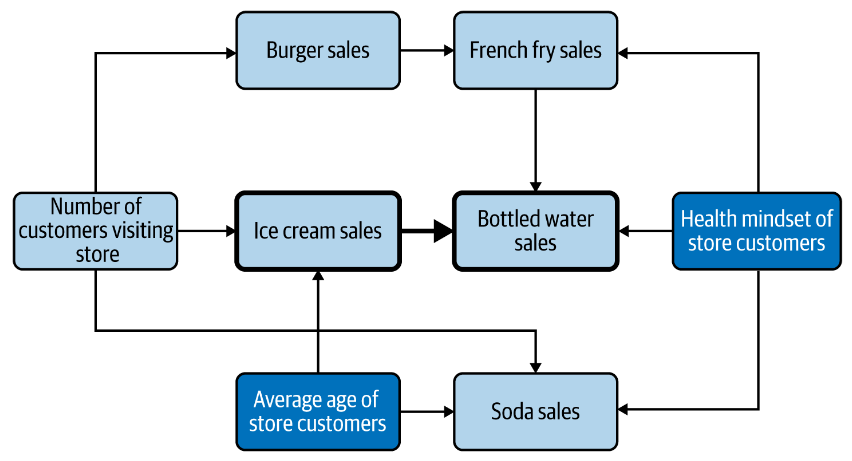 Burger sales
French fry sales
Number of
customers visiting
store
Ice cream sales
Bottled water
sales
Health mindset of
store customers
Average age of
store customers
Soda sales